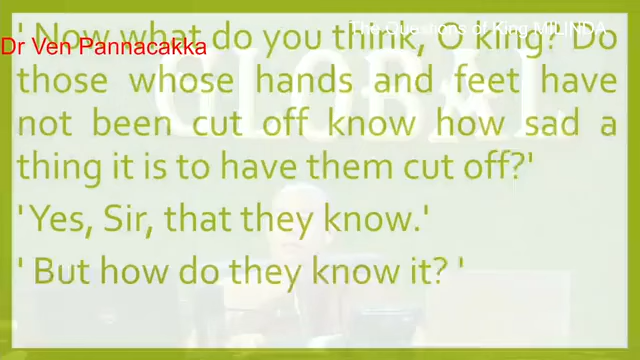 The Questions of King MILINDA
Dr Ven Pannacakka
' Now what do you think, O king? Do
those whose hands and feet have
not been cut off know how sad a
thing it is to have them cut off?'
' Yes, Sir, that they know.'
' But how do they know it? '
GLOBAL